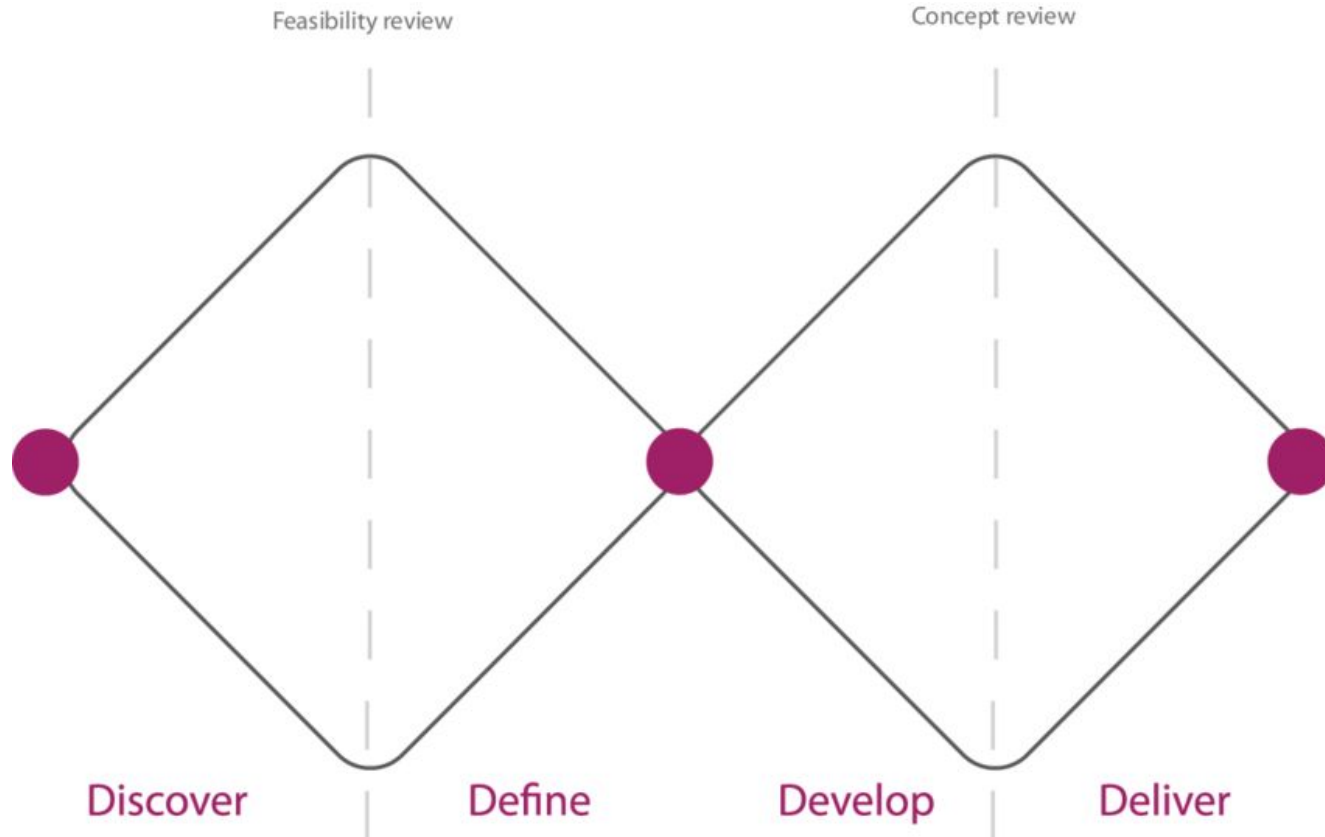 Feasibility review
Concept review
Discover
Define
Develop
Deliver